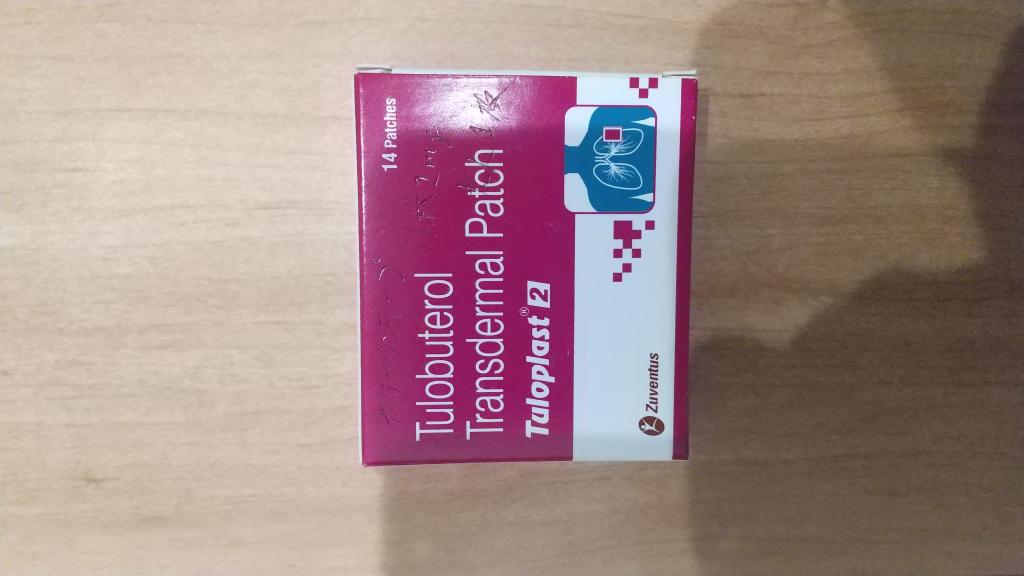 14 Patches
Tulobuterol
Transdermal Patch
Tuloplast® 2
Zuventus